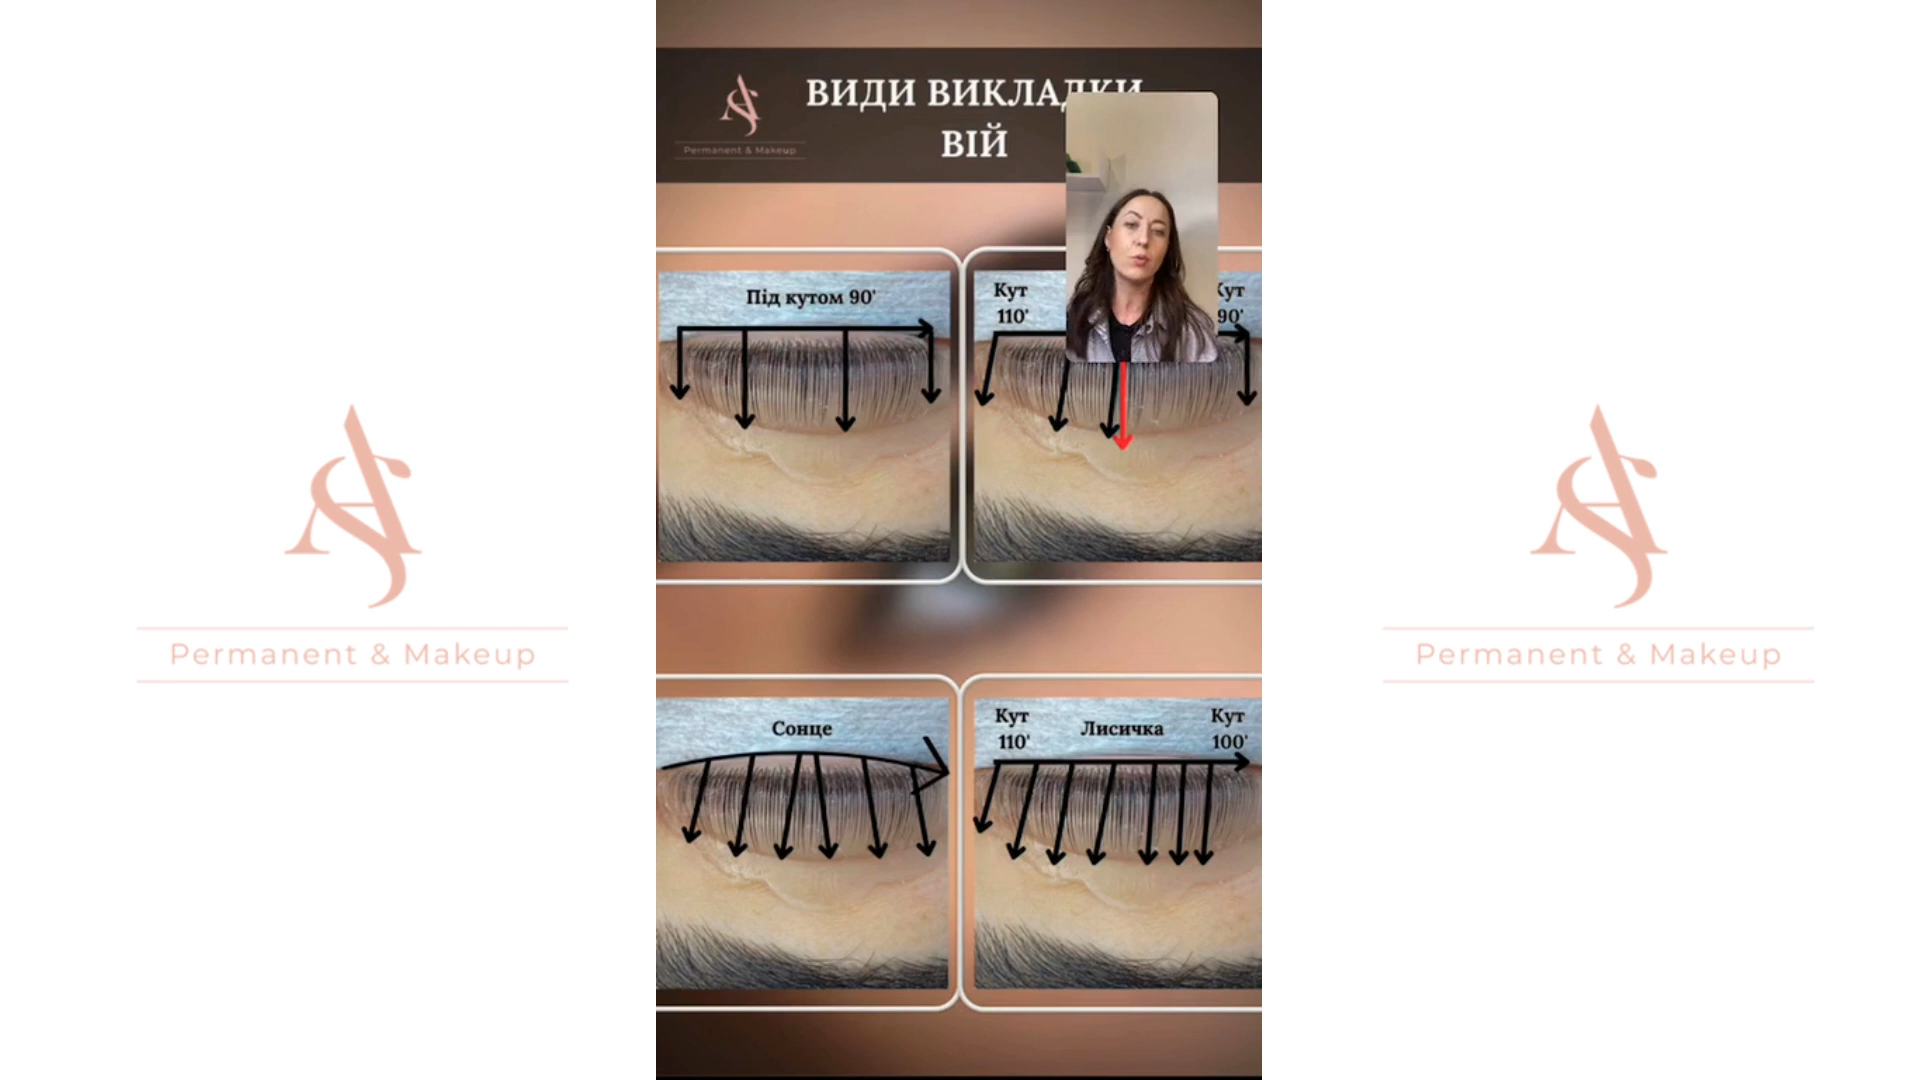 ВИДИ ВИКЛАДКИ
ВІЙ
Permanent & Makeup
Під кутом 90'
Кут
110'
Кут
90'
Сонце
Кут
110'
Лисичка
Кут
100'
Permanent & Makeup
Permanent & Makeup